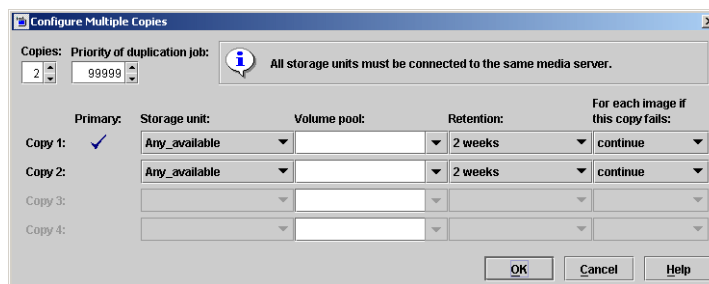 Configure Multiple Copies
Copies: Priority of duplication job:
2 99999
All storage units must be connected to the same media server.
Primary: Storage unit: Volume pool: Retention: For each image if this copy fails:
Copy 1: Any_available 2 weeks continue
Copy 2: Any_available 2 weeks continue
Copy 3:
Copy 4:
OK Cancel Help